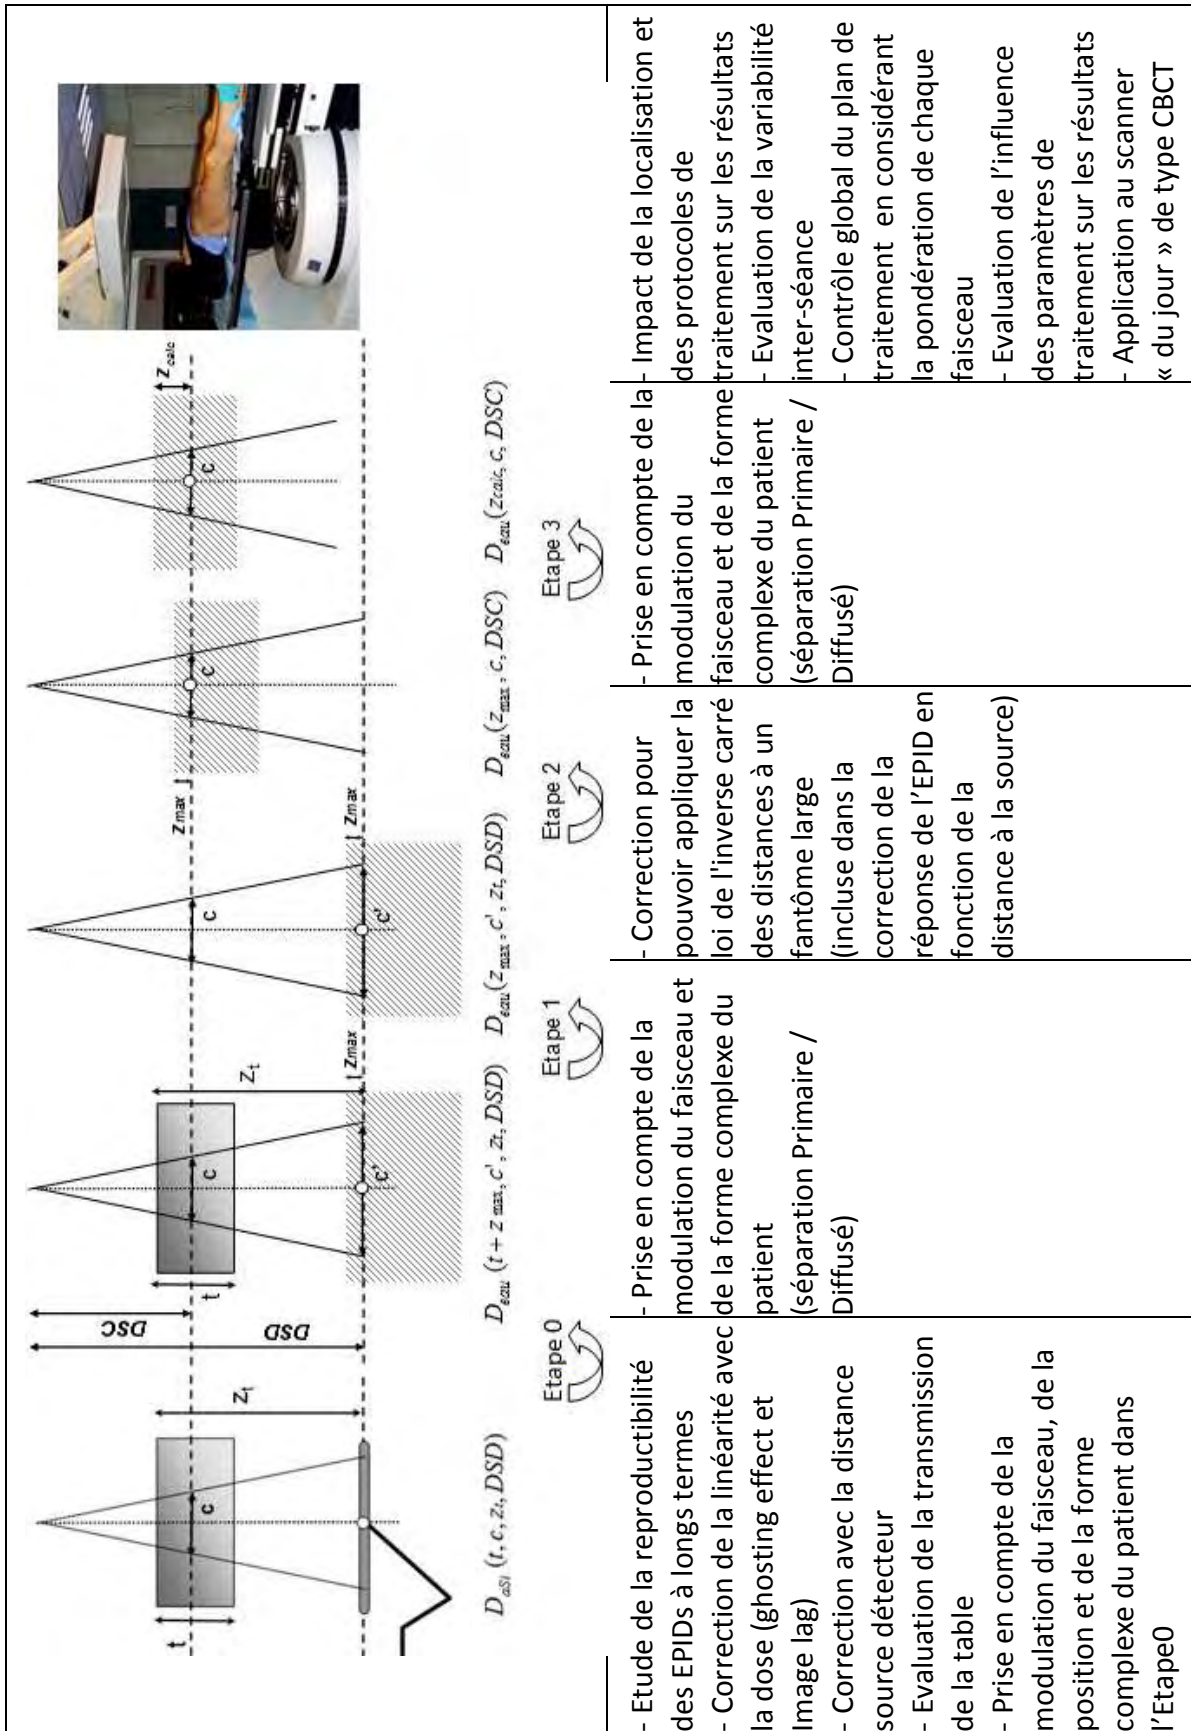 t
c
Zt
DSC
DSD
t
c
c'
Zt
zmax
c
c'
zmax
zmax
c
c
zcalc
DaSi (t, c, zt, DSD)
Deau (t + z max, c', zt, DSD)
Deau (z max, c', zt, DSD)
Deau (z max, c, DSC)
Deau (zcalc, c, DSC)
Etape 0
Etape 1
Etape 2
Etape 3
- Etude de la reproductibilité
des EPIDs à longs termes
- Correction de la linéarité avec
la dose (ghosting effect et
Image lag)
- Correction avec la distance
source détecteur
- Evaluation de la transmission
de la table
- Prise en compte de la
modulation du faisceau, de la
position et de la forme
complexe du patient dans
l'Etape0
- Prise en compte de la
modulation du faisceau et
de la forme complexe du
patient
(séparation Primaire /
Diffusé)
- Correction pour
pouvoir appliquer la
loi de l'inverse carré
des distances à un
fantôme large
(incluse dans la
correction de la
réponse de l'EPID en
fonction de la
distance à la source)
- Prise en compte de la
modulation du
faisceau et de la forme
complexe du patient
(séparation Primaire /
Diffusé)
- Impact de la localisation et
des protocoles de
traitement sur les résultats
- Evaluation de la variabilité
inter-séance
- Contrôle global du plan de
traitement en considérant
la pondération de chaque
faisceau
- Evaluation de l'influence
des paramètres de
traitement sur les résultats
- Application au scanner
« du jour » de type CBCT